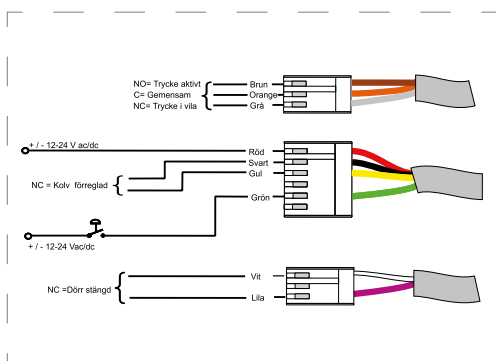 NO= Trycke aktivt
C= Gemensam
NC= Trycke i vila
Brun
Orange
Grå
+ / - 12-24 V ac/dc
Röd
Svart
Gul
NC = Kolv förreglad
Grön
+ / - 12-24 Vac/dc
Vit
NC =Dörr stängd
Lila